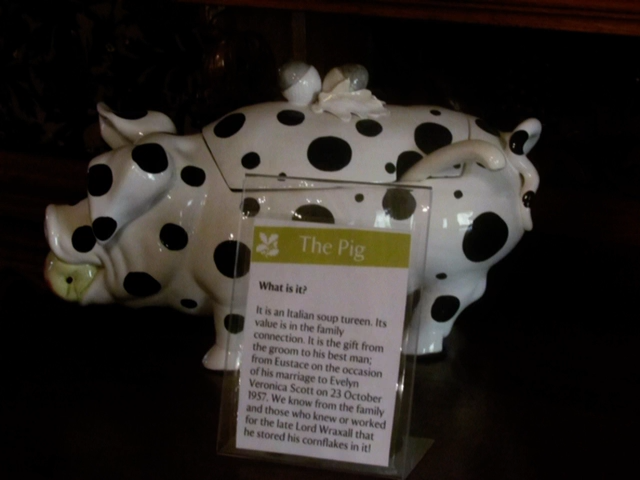 The Pig
What is it?
It is an Italian soup tureen. Its
value is in the family
connection. It is the gift from
the groom to his best man;
from Eustace on the occasion
of his marriage to Evelyn
Veronica Scott on 23 October
1957. We know from the family
and those who knew or worked
for the late Lord Wraxall that
he stored his cornflakes in it!